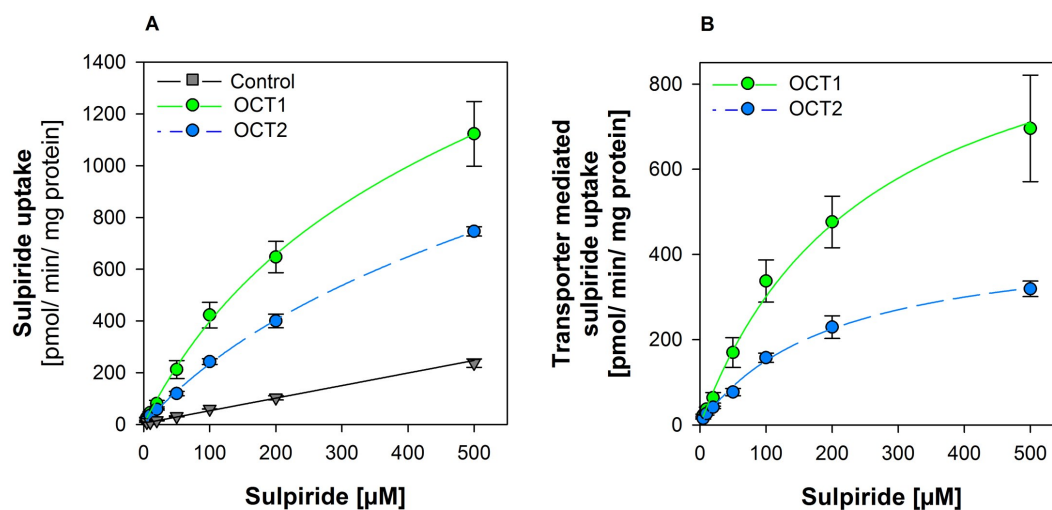 A
1400
1200
1000
800
600
400
200
0
0 100 200 300 400 500
Sulpiride uptake
[pmol/ min/ mg protein]
Sulpiride [µM]
Control
OCT1
OCT2
B
800
600
400
200
0
0 100 200 300 400 500
Transporter mediated
sulpiride uptake
[pmol/ min/ mg protein]
Sulpiride [µM]
OCT1
OCT2